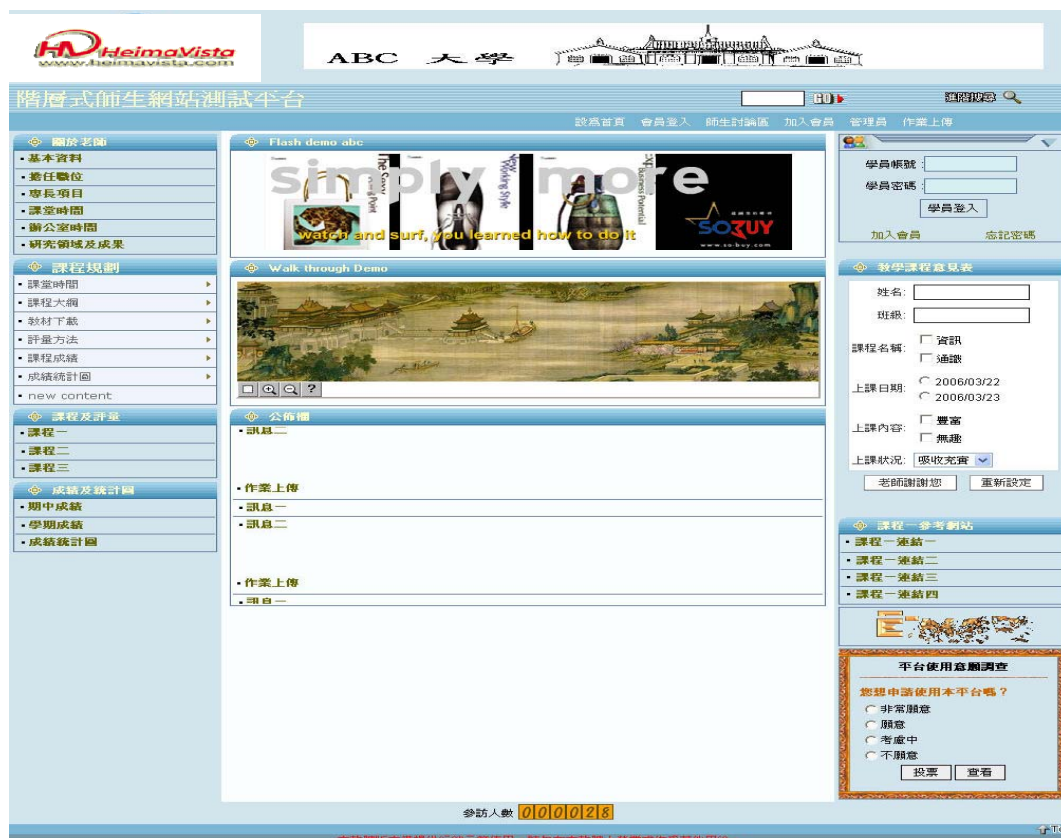 HeimaVista
www.heimavista.com
ABC 大學
階層式師生網站測試平台
GO
進階搜尋
設為首頁 會員登入 師生討論區 加入會員 管理員 作業上傳
關於老師
基本資料
擔任職位
專長項目
課堂時間
辦公室時間
研究領域及成果
課程規劃
課堂時間
課程大綱
教材下載
評量方法
課程成績
成績統計圖
new content
課程及評量
課程一
課程二
課程三
成績及統計圖
期中成績
學期成績
成績統計圖
Flash demo abc
simply more
The Sexy
ing Point
New
Working Style
Business Potential
watch and surf, you learned how to do it
SOZUY
www.so-buy.com
Walk through Demo
?
公佈欄
訊息二
作業上傳
訊息一
訊息二
作業上傳
訊息一
學員帳號:
學員密碼:
學員登入
加入會員 忘記密碼
教學課程意見表
姓名:
班級:
課程名稱:
資訊
通識
上課日期:
2006/03/22
2006/03/23
上課內容:
豐富
無趣
上課狀況: 吸收充實
老師謝謝您 重新設定
課程一參考網站
課程一連結一
課程一連結二
課程一連結三
課程一連結四
平台使用意願調查
您想申請使用本平台嗎？
非常願意
願意
考慮中
不願意
投票 查看
參訪人數 000028